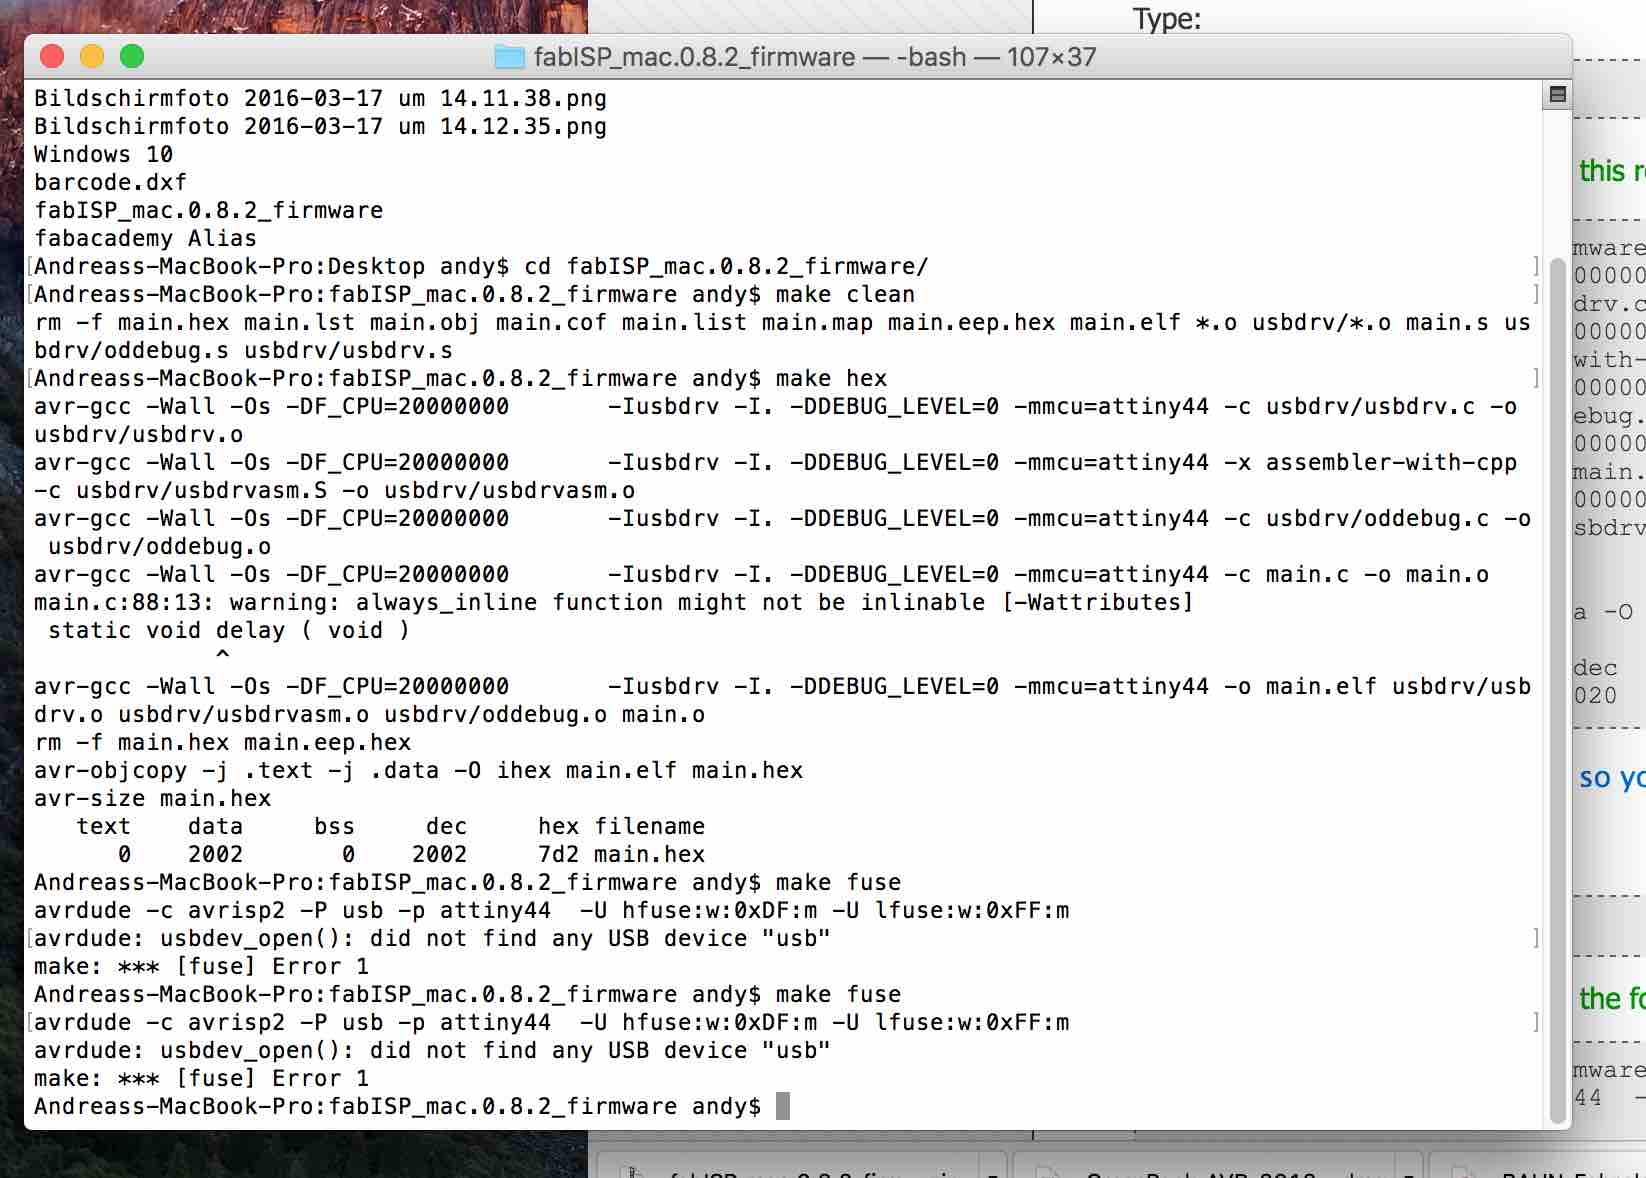 Type:
fabISP_mac.0.8.2_firmware — -bash — 107×37
Bildschirmfoto 2016-03-17 um 14.11.38.png
Bildschirmfoto 2016-03-17 um 14.12.35.png
Windows 10
barcode.dxf
fabISP_mac.0.8.2_firmware
fabacademy Alias
[Andreass-MacBook-Pro:Desktop andy$ cd fabISP_mac.0.8.2_firmware/ ]
[Andreass-MacBook-Pro:fabISP_mac.0.8.2_firmware andy$ make clean ]
rm -f main.hex main.lst main.obj main.cof main.list main.map main.eep.hex main.elf *.o usbdrv/*.o main.s us
bdrv/oddebug.s usbdrv/usbdrv.s
[Andreass-MacBook-Pro:fabISP_mac.0.8.2_firmware andy$ make hex ]
avr-gcc -Wall -Os -DF_CPU=20000000       -Iusbdrv -I. -DDEBUG_LEVEL=0 -mmcu=attiny44 -c usbdrv/usbdrv.c -o
usbdrv/usbdrv.o
avr-gcc -Wall -Os -DF_CPU=20000000       -Iusbdrv -I. -DDEBUG_LEVEL=0 -mmcu=attiny44 -x assembler-with-cpp
-c usbdrv/usbdrvasm.S -o usbdrv/usbdrvasm.o
avr-gcc -Wall -Os -DF_CPU=20000000       -Iusbdrv -I. -DDEBUG_LEVEL=0 -mmcu=attiny44 -c usbdrv/oddebug.c -o
 usbdrv/oddebug.o
avr-gcc -Wall -Os -DF_CPU=20000000       -Iusbdrv -I. -DDEBUG_LEVEL=0 -mmcu=attiny44 -c main.c -o main.o
main.c:88:13: warning: always_inline function might not be inlinable [-Wattributes]
 static void delay ( void )
             ^
avr-gcc -Wall -Os -DF_CPU=20000000       -Iusbdrv -I. -DDEBUG_LEVEL=0 -mmcu=attiny44 -o main.elf usbdrv/usb
drv.o usbdrv/usbdrvasm.o usbdrv/oddebug.o main.o
rm -f main.hex main.eep.hex
avr-objcopy -j .text -j .data -O ihex main.elf main.hex
avr-size main.hex
   text    data     bss     dec     hex filename
      0    2002       0    2002     7d2 main.hex
Andreass-MacBook-Pro:fabISP_mac.0.8.2_firmware andy$ make fuse
avrdude -c avrisp2 -P usb -p attiny44  -U hfuse:w:0xDF:m -U lfuse:w:0xFF:m
[avrdude: usbdev_open(): did not find any USB device "usb" ]
make: *** [fuse] Error 1
Andreass-MacBook-Pro:fabISP_mac.0.8.2_firmware andy$ make fuse
[avrdude -c avrisp2 -P usb -p attiny44  -U hfuse:w:0xDF:m -U lfuse:w:0xFF:m ]
avrdude: usbdev_open(): did not find any USB device "usb"
make: *** [fuse] Error 1
Andreass-MacBook-Pro:fabISP_mac.0.8.2_firmware andy$
this r
mware
00000
drv.c
00000
with-
00000
ebug.
00000
main.
00000
sbdrv
a -O
dec
020
so yo
the fo
mware
44 -